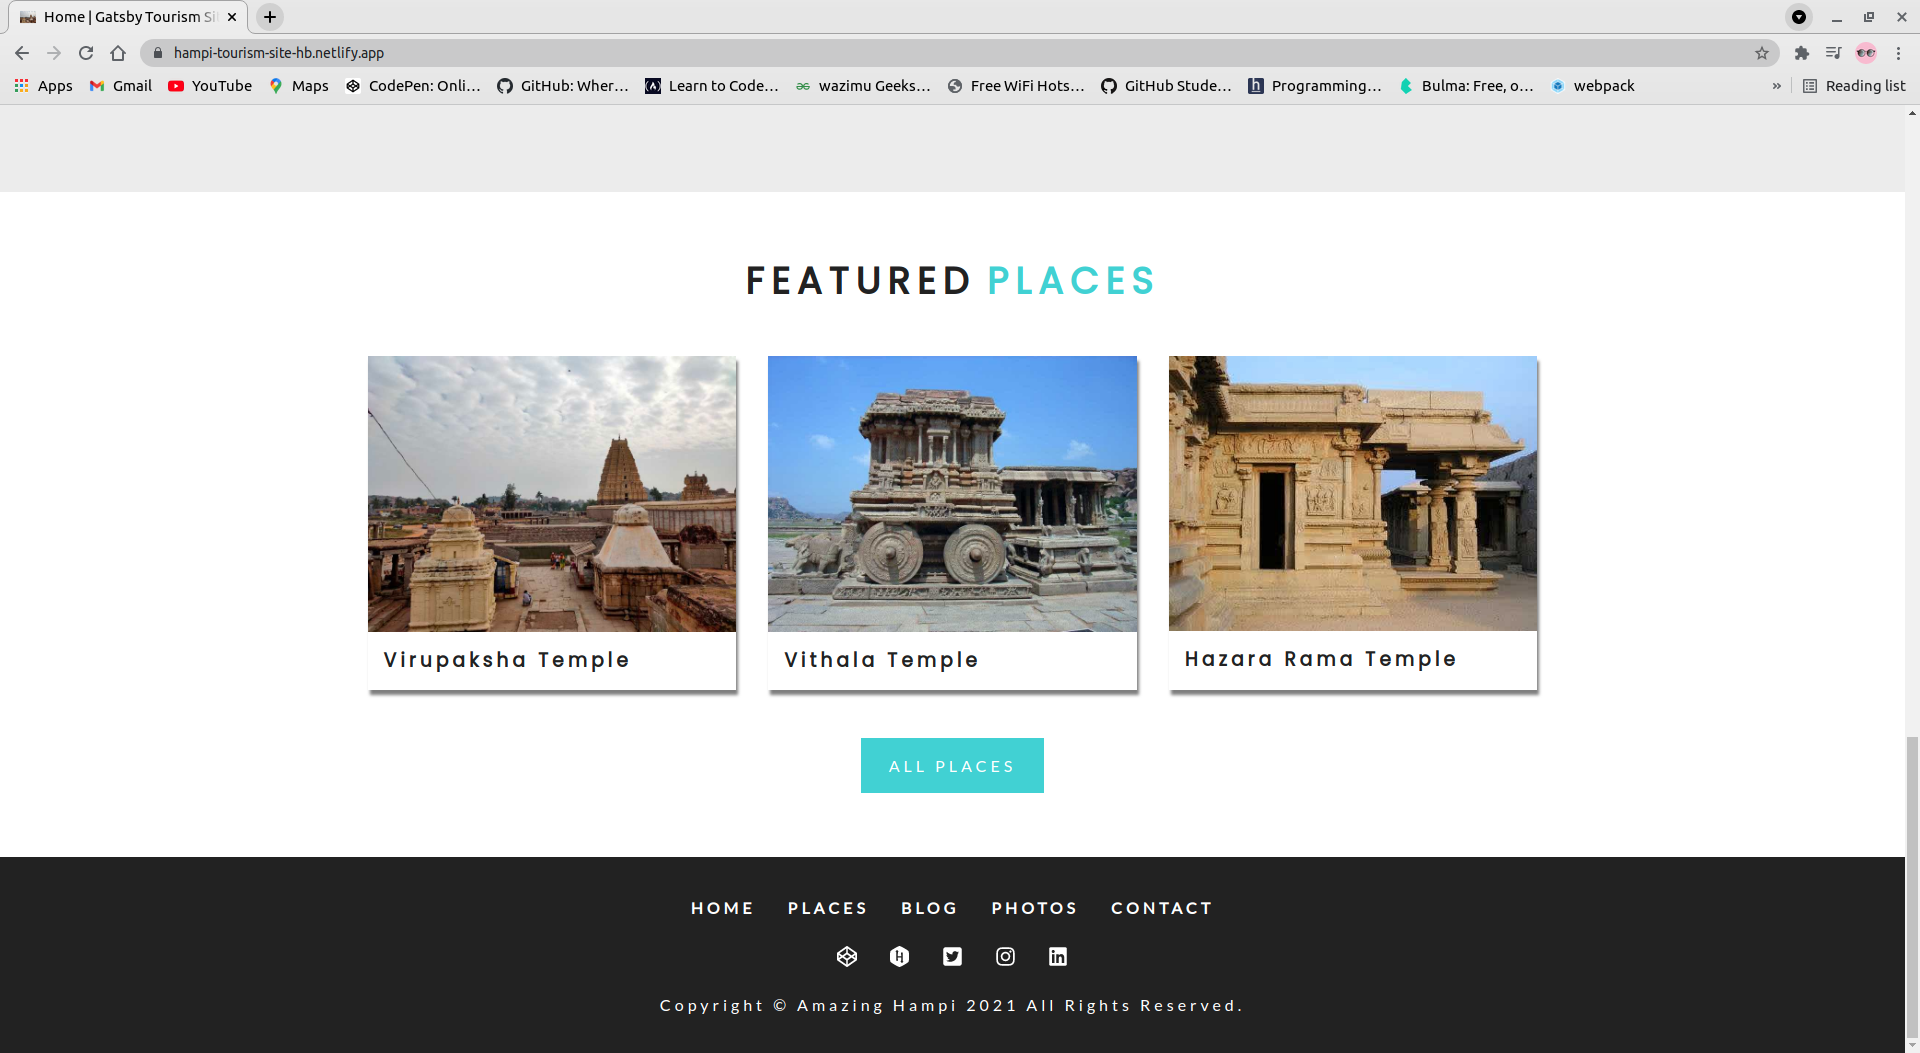 Home | Gatsby Tourism Si
hampi-tourism-site-hb.netlify.app
Apps Gmail YouTube Maps CodePen: Onli... GitHub: Wher... Learn to Code... wazimu Geeks... Free WiFi Hots... GitHub Stude... Programming... Bulma: Free, o... webpack » Reading list
FEATURED PLACES
Virupaksha Temple
Vithala Temple
Hazara Rama Temple
ALL PLACES
HOME PLACES BLOG PHOTOS CONTACT
Copyright © Amazing Hampi 2021 All Rights Reserved.